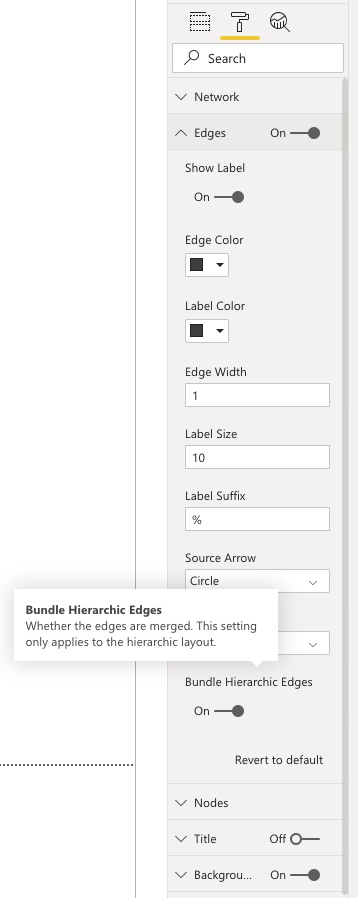 Search
Network
Edges
On
Show Label
On
Edge Color
Label Color
Edge Width
1
Label Size
10
Label Suffix
%
Source Arrow
Circle
Bundle Hierarchic Edges
Whether the edges are merged. This setting
only applies to the hierarchic layout.
Bundle Hierarchic Edges
On
Revert to default
Nodes
Title
Off
Backgrou...
On